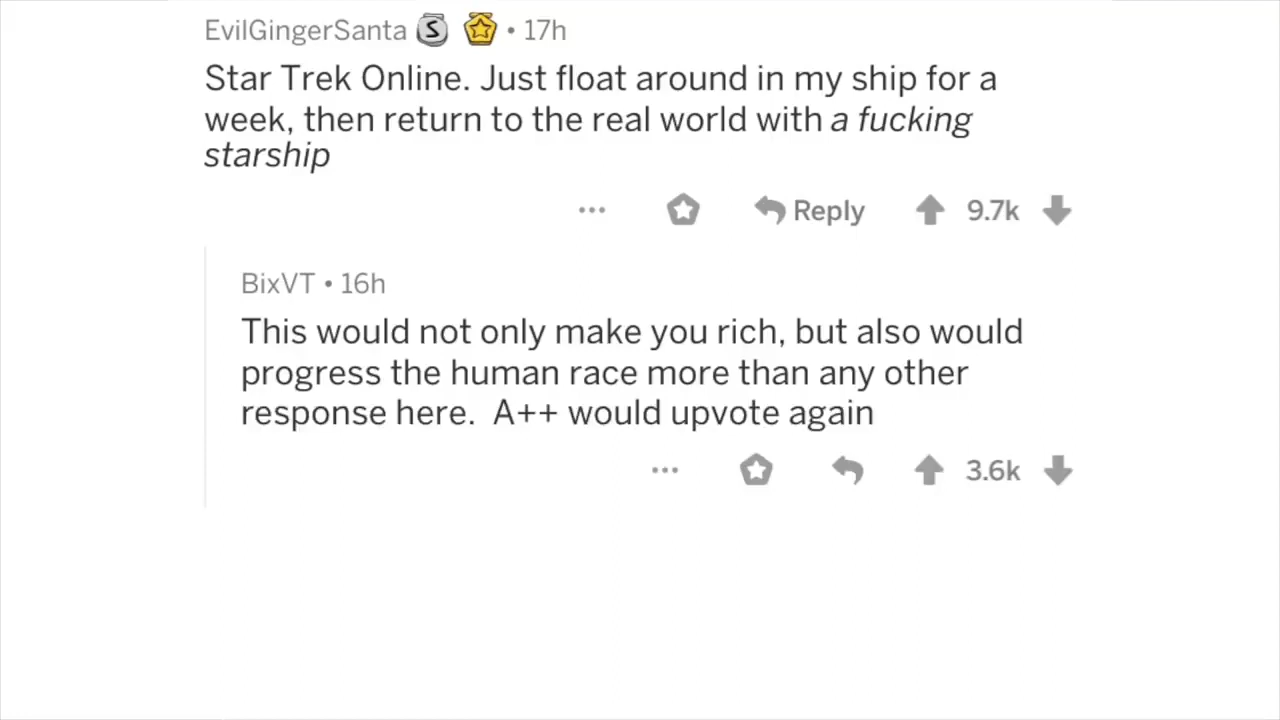 EvilGingerSanta S • 17h
Star Trek Online. Just float around in my ship for a
week, then return to the real world with a fucking
starship
... Reply 9.7k
BixVT • 16h
This would not only make you rich, but also would
progress the human race more than any other
response here. A++ would upvote again
... 3.6k